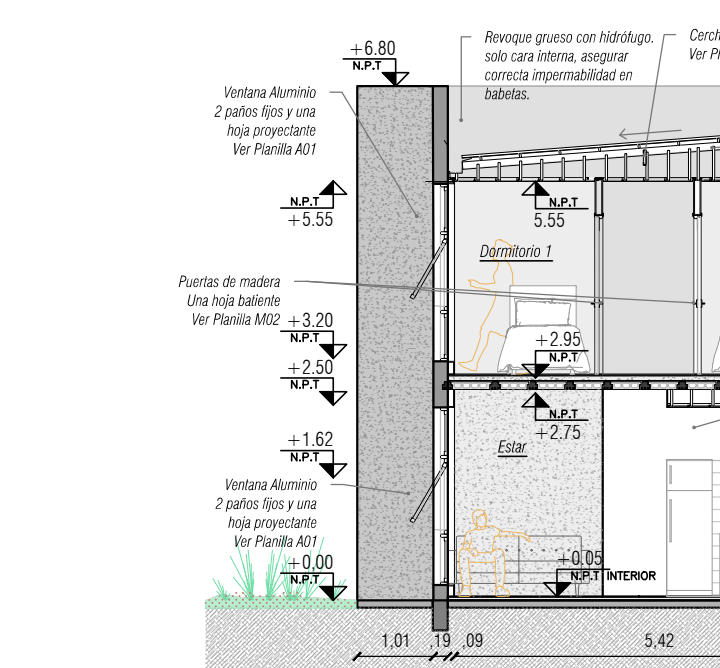 +6.80
N.P.T
Revoque grueso con hidrófugo.
solo cara interna, asegurar
correcta impermabilidad en
babetas.
Cerch
Ver Pl
Ventana Aluminio
2 paños fijos y una
hoja proyectante
Ver Planilla A01
N.P.T
+5.55
N.P.T
5.55
Dormitorio 1
Puertas de madera
Una hoja batiente
Ver Planilla M02
+3.20
N.P.T
+2.95
N.P.T
+2.50
N.P.T
N.P.T
+2.75
+1.62
N.P.T
Estar
Ventana Aluminio
2 paños fijos y una
hoja proyectante
Ver Planilla A01
+0,00
N.P.T
+0.05
N.P.T INTERIOR
1,01 ,19 ,09 5,42